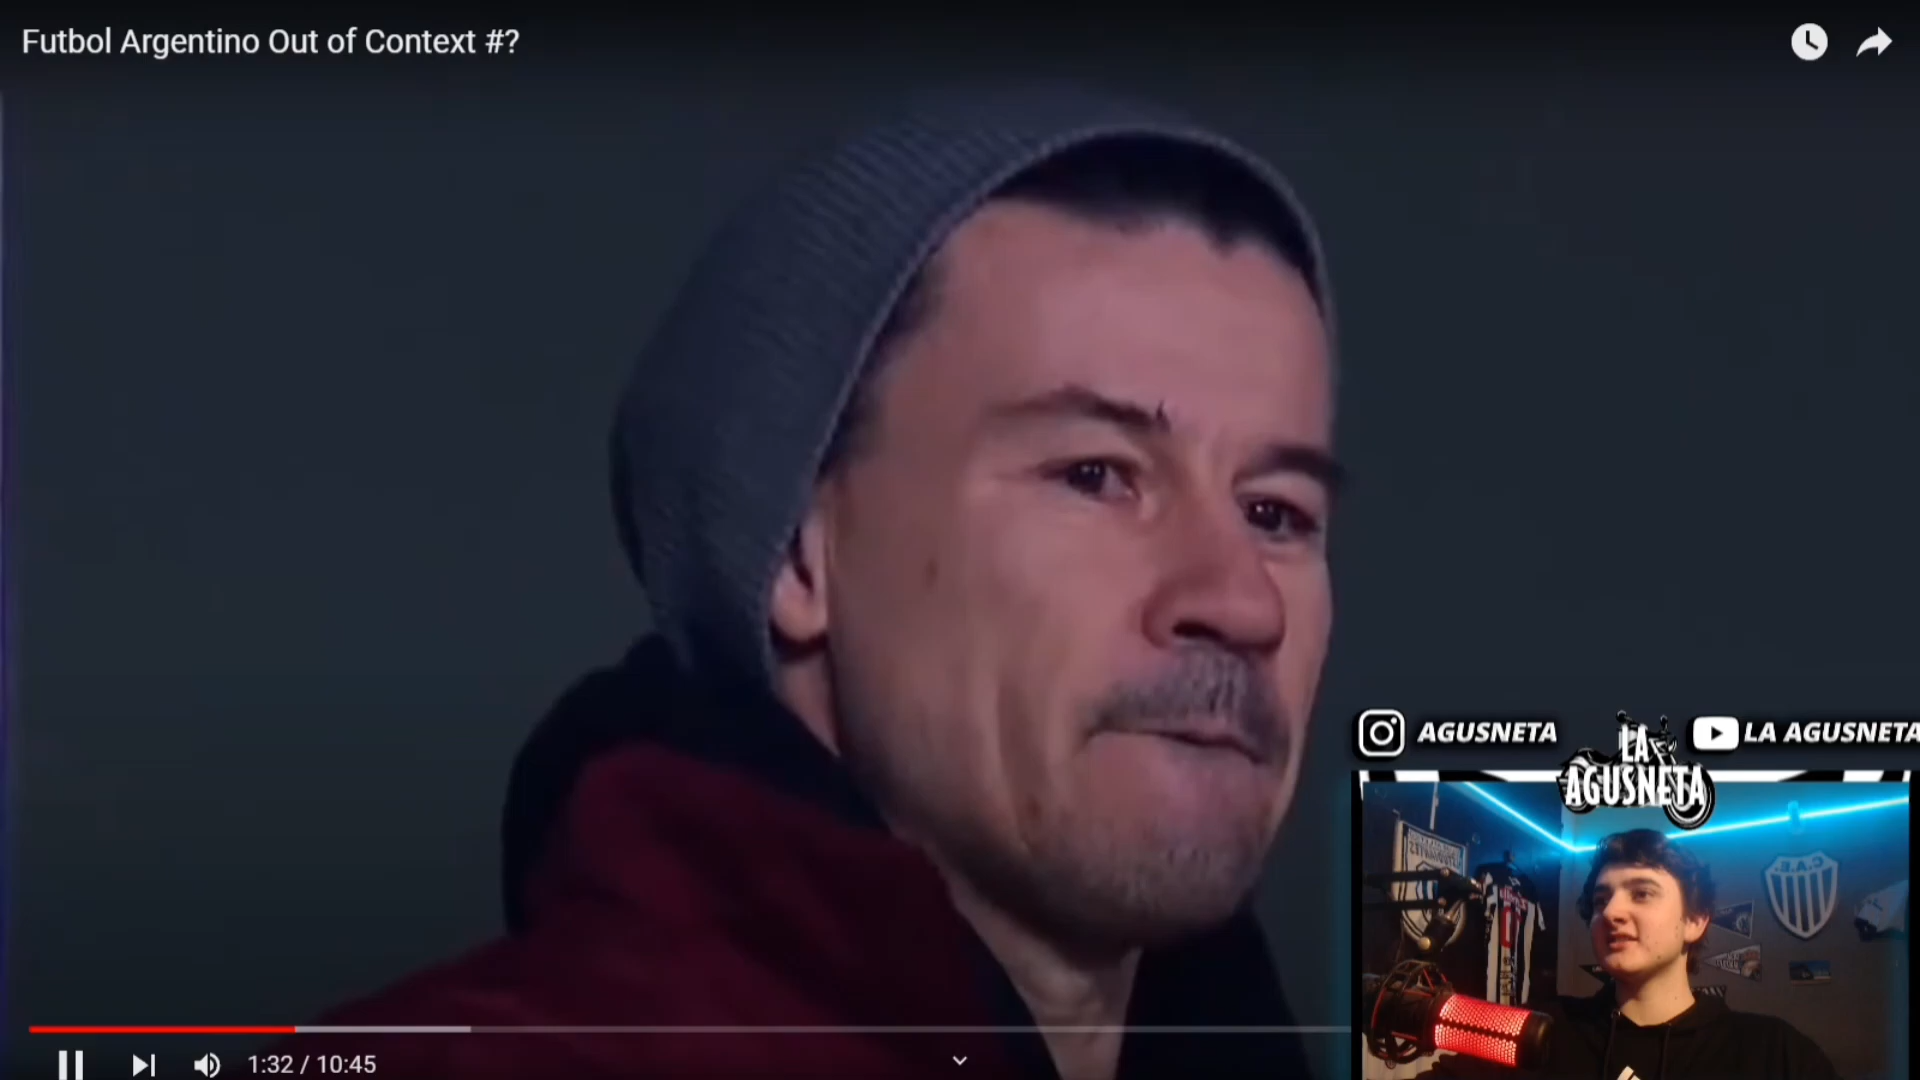 Futbol Argentino Out of Context #?
AGUSNETA
LA AGUSNETA
LA
AGUSNETA
C.A.E.
1:32 / 10:45